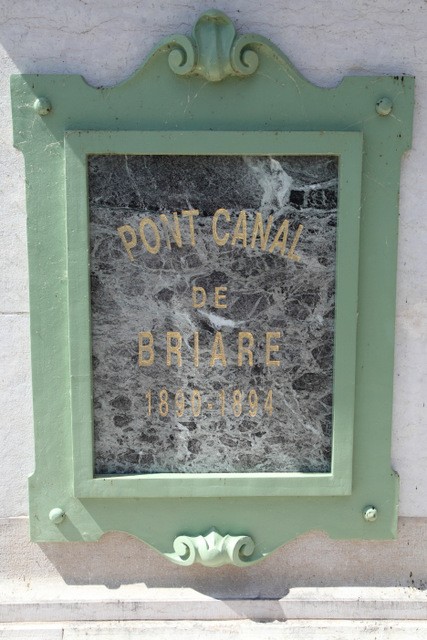 PONT CANAL
DE
BRIARE
1890-1894